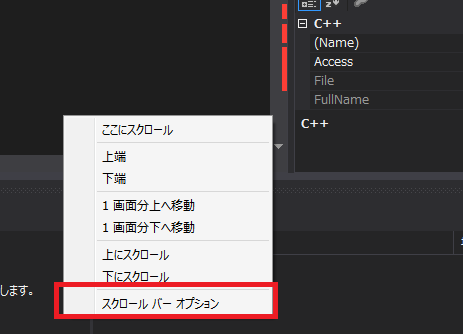 C++
(Name)
Access
File
FullName
C++
ここにスクロール
上端
下端
1 画面分上へ移動
1 画面分下へ移動
上にスクロール
下にスクロール
します。
スクロール バー オプション